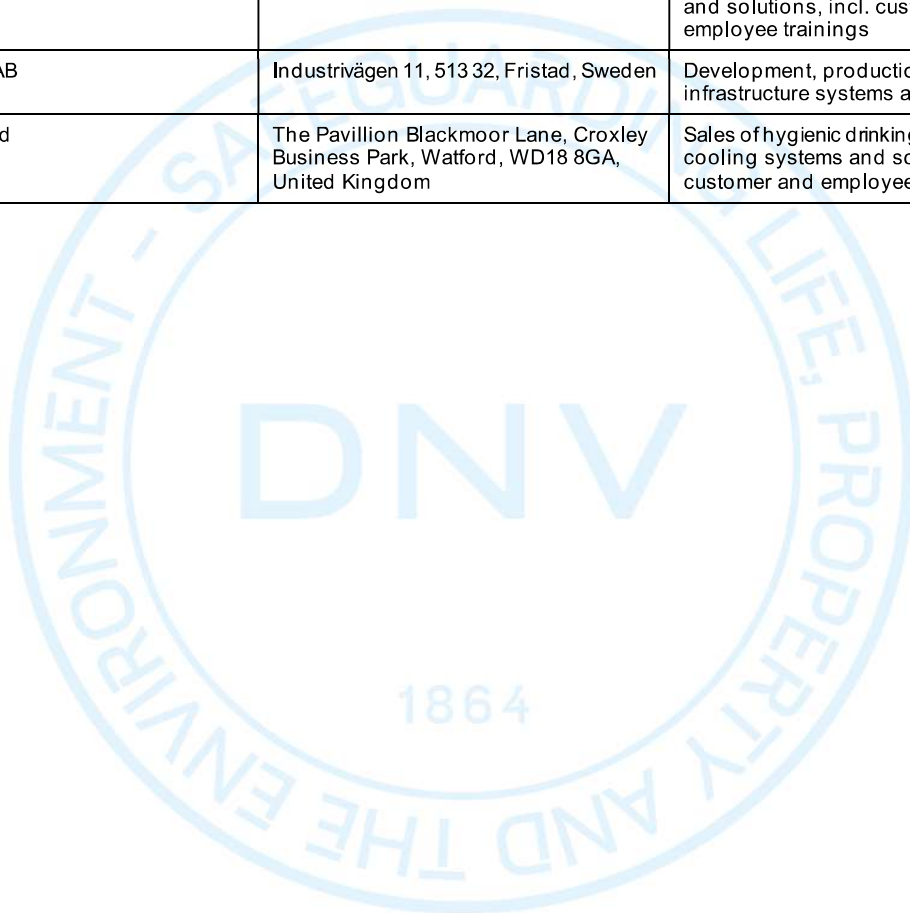 and solutions, incl. cus
employee trainings
AB
Industrivägen 11, 513 32, Fristad, Sweden
Development, productio
infrastructure systems a
d
The Pavillion Blackmoor Lane, Croxley
Business Park, Watford, WD18 8GA,
United Kingdom
Sales of hygienic drinking
cooling systems and so
customer and employee
SAFEGUARDING LIFE, PROPERTY AND THE ENVIRONMENT -
DNV
1864